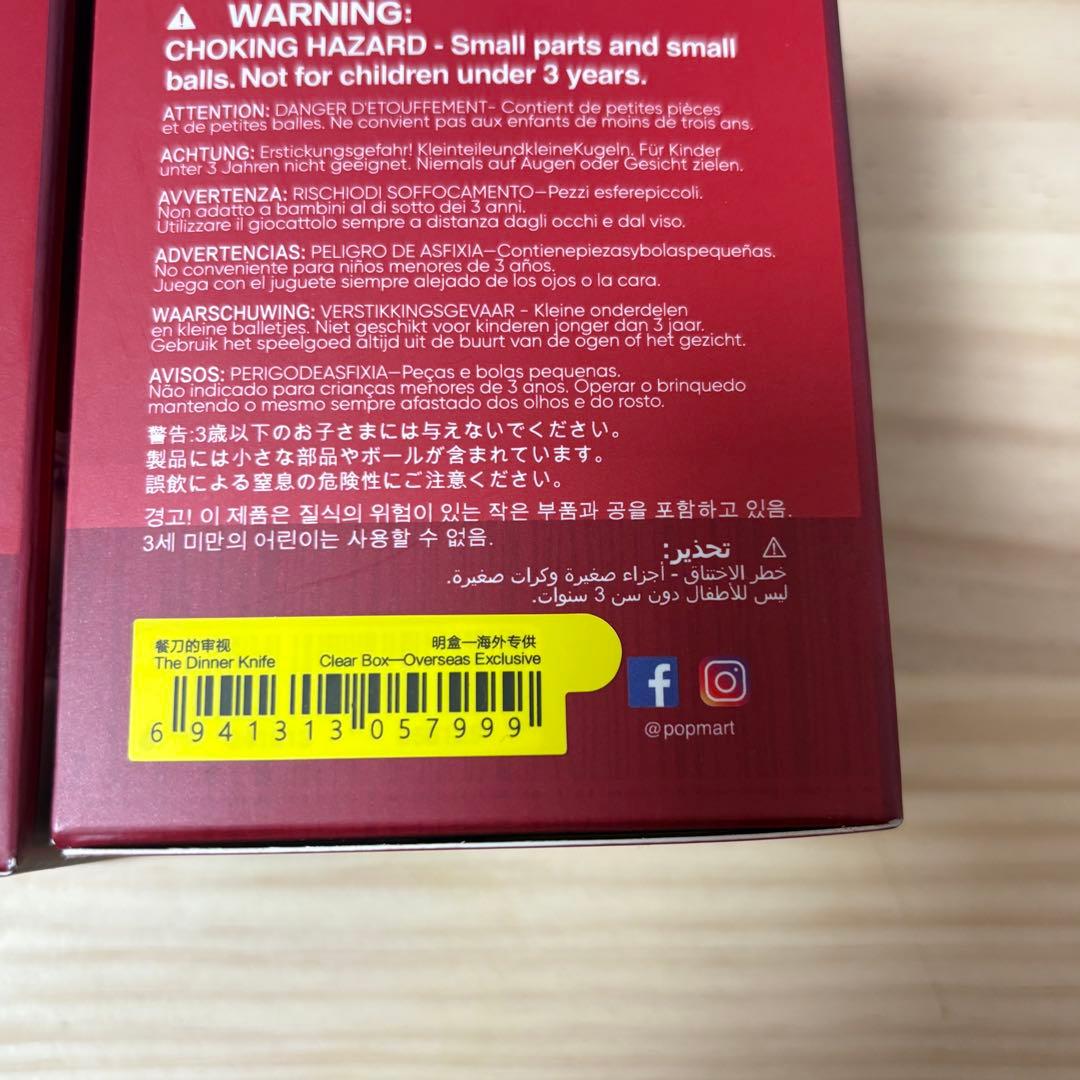 ⚠ WARNING:
CHOKING HAZARD - Small parts and small
balls. Not for children under 3 years.
ATTENTION: DANGER D'ETOUFFEMENT- Contient de petites pièces
et de petites balles. Ne convient pas aux enfants de moins de trois ans.
ACHTUNG: Erstickungsgefahr! KleinteileundkleineKugeln. Für Kinder
unter 3 Jahren nicht geeignet. Niemals auf Augen oder Gesicht zielen.
AVVERTENZA: RISCHIODI SOFFOCAMENTO—Pezzi esferepiccoli.
Non adatto a bambini al di sotto dei 3 anni.
Utilizzare il giocattolo sempre a distanza dagli occhi e dal viso.
ADVERTENCIAS: PELIGRO DE ASFIXIA—Contienepiezasybolaspequeñas.
No conveniente para niños menores de 3 años.
Juega con el juguete siempre alejado de los ojos o la cara.
WAARSCHUWING: VERSTIKKINGSGEVAAR - Kleine onderdelen
en kleine balletjes. Niet geschikt voor kinderen jonger dan 3 jaar.
Gebruik het speelgoed altijd uit de buurt van de ogen of het gezicht.
AVISOS: PERIGODEASFIXIA—Peças e bolas pequenas.
Não indicado para crianças menores de 3 anos. Operar o brinquedo
mantendo o mesmo sempre afastado dos olhos e do rosto.
警告:3歳以下のお子さまには与えないでください。
製品には小さな部品やボールが含まれています。
誤飲による窒息の危険性にご注意ください。
경고! 이 제품은 질식의 위험이 있는 작은 부품과 공을 포함하고 있음.
3세 미만의 어린이는 사용할 수 없음.
⚠ تحذير:
خطر الاختناق - أجزاء صغيرة وكرات صغيرة.
ليس للأطفال دون سن 3 سنوات.
餐刀的审视 明盒—海外专供
The Dinner Knife Clear Box—Overseas Exclusive
6 941313 057999
@popmart